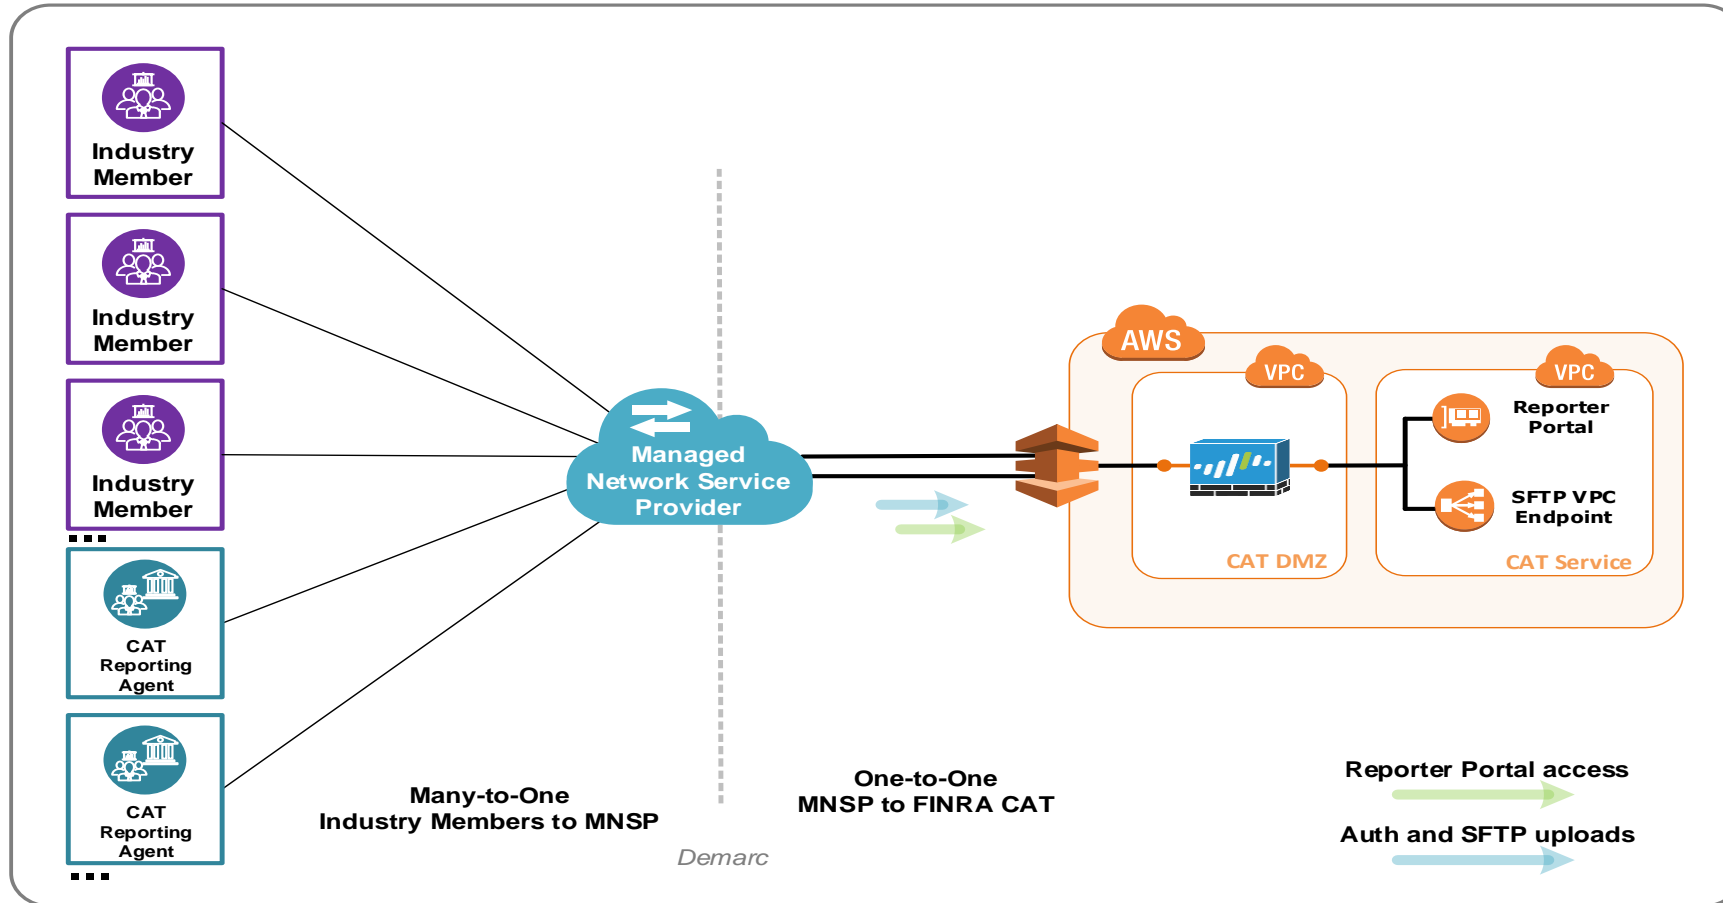 Industry
Member
Industry
Member
Industry
Member
CAT
Reporting
Agent
CAT
Reporting
Agent
Managed
Network Service
Provider
AWS
VPC
VPC
Reporter
Portal
SFTP VPC
Endpoint
CAT DMZ
CAT Service
Many-to-One
Industry Members to MNSP
One-to-One
MNSP to FINRA CAT
Demarc
Reporter Portal access
Auth and SFTP uploads